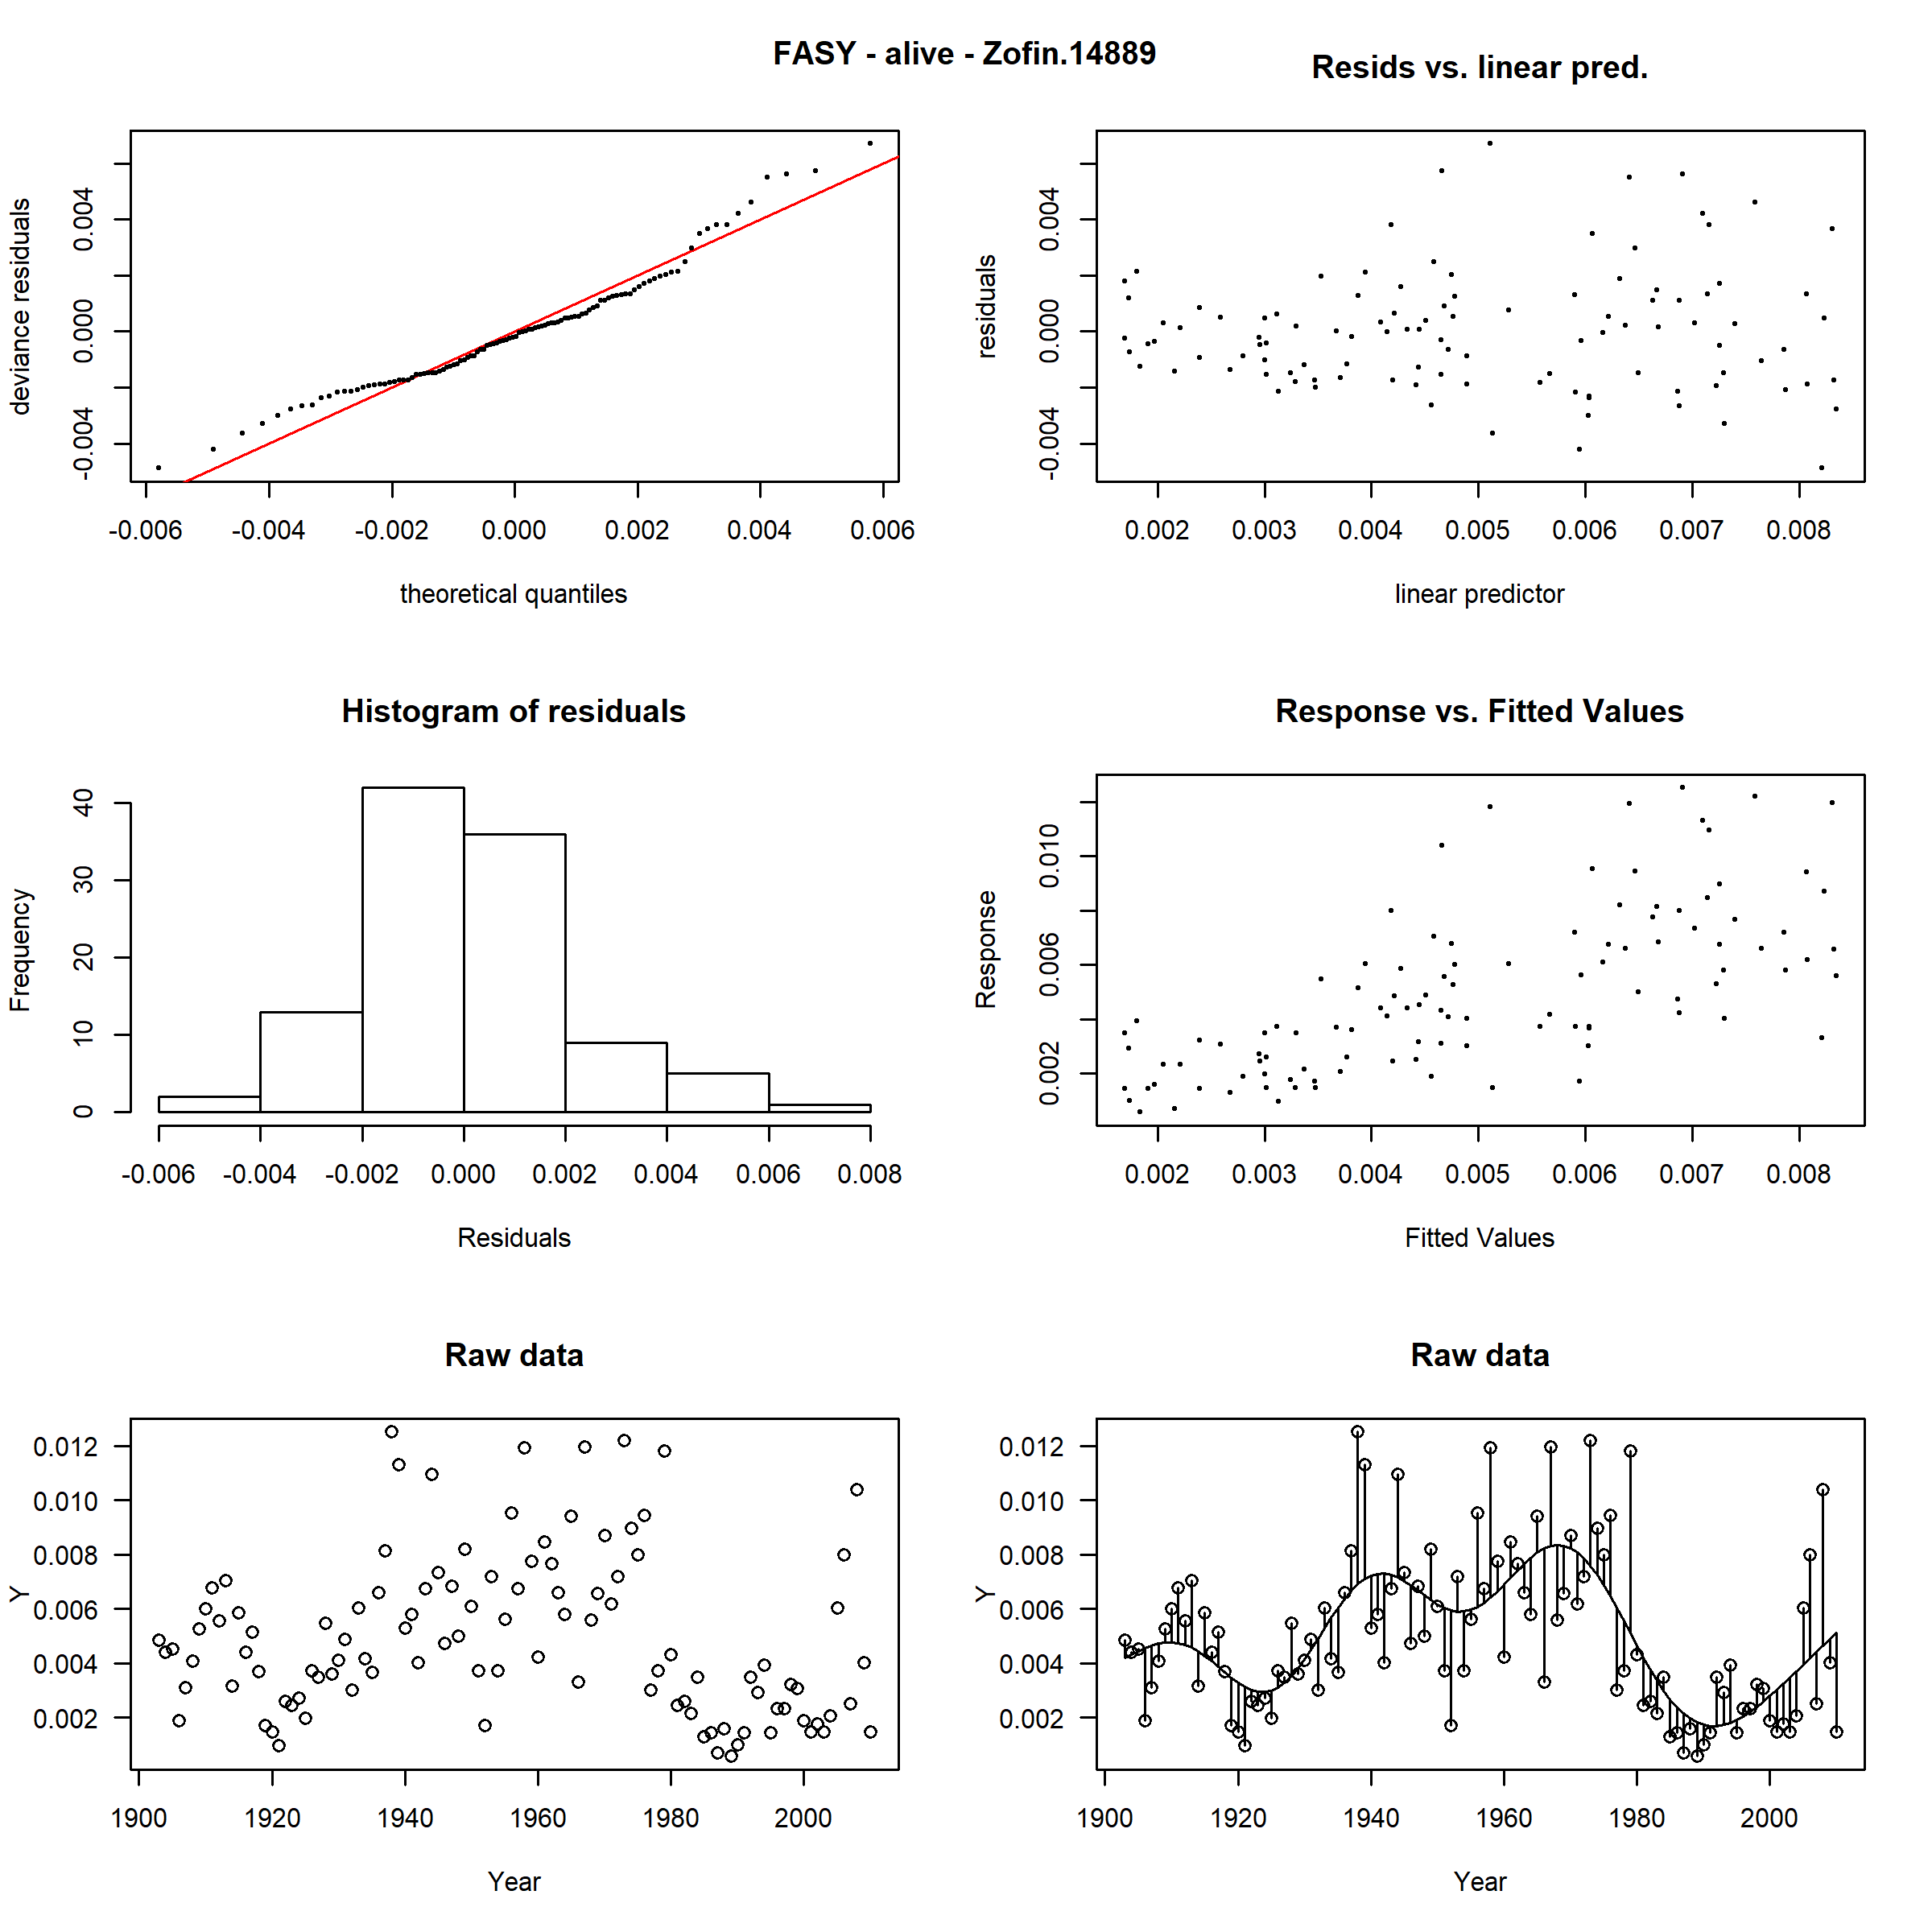 FASY - alive - Zofin.14889
Resids vs. linear pred.
deviance residuals
-0.004 0.000 0.004
-0.006 -0.004 -0.002 0.000 0.002 0.004 0.006
theoretical quantiles
residuals
-0.004 0.000 0.004
0.002 0.003 0.004 0.005 0.006 0.007 0.008
linear predictor
Histogram of residuals
Frequency
0 10 20 30 40
-0.006 -0.004 -0.002 0.000 0.002 0.004 0.006 0.008
Residuals
Response vs. Fitted Values
Response
0.002 0.006 0.010
0.002 0.003 0.004 0.005 0.006 0.007 0.008
Fitted Values
Raw data
Y
0.012
0.010
0.008
0.006
0.004
0.002
1900 1920 1940 1960 1980 2000
Year
Raw data
Y
0.012
0.010
0.008
0.006
0.004
0.002
1900 1920 1940 1960 1980 2000
Year